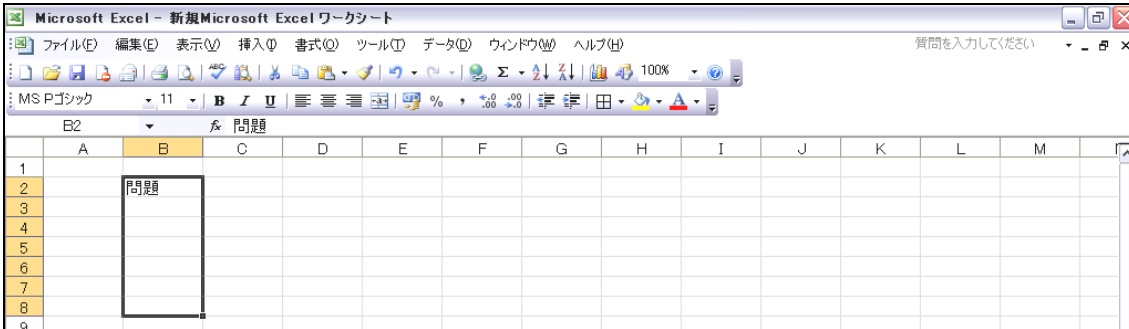 Microsoft Excel - 新規Microsoft Excel ワークシート
ファイル(F) 編集(E) 表示(V) 挿入(I) 書式(O) ツール(T) データ(D) ウィンドウ(W) ヘルプ(H) 質問を入力してください
100%
MS Pゴシック 11 B I U % ,
B2 fx 問題
A B C D E F G H I J K L M
1
2 問題
3
4
5
6
7
8
9